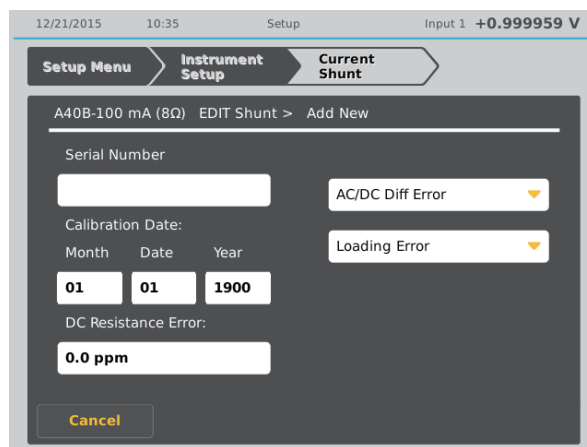 12/21/2015 10:35 Setup Input 1 +0.999959 V
Setup Menu Instrument Setup Current Shunt
A40B-100 mA (8Ω) EDIT Shunt > Add New
Serial Number
AC/DC Diff Error
Calibration Date:
Loading Error
Month Date Year
01 01 1900
DC Resistance Error:
0.0 ppm
Cancel